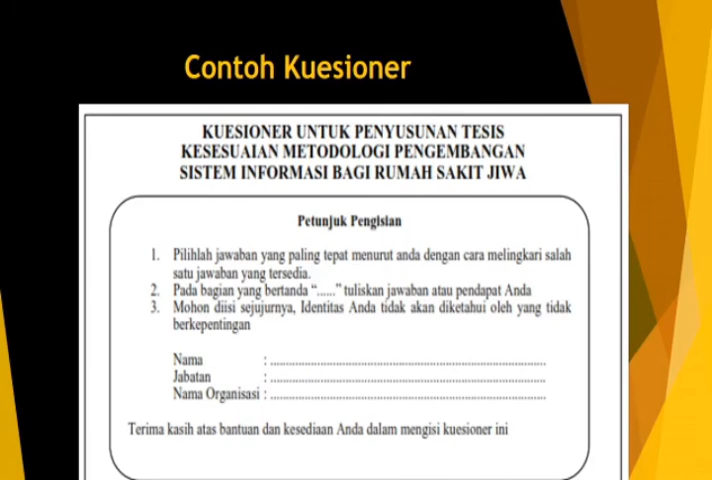 Contoh Kuesioner
KUESIONER UNTUK PENYUSUNAN TESIS
KESESUAIAN METODOLOGI PENGEMBANGAN
SISTEM INFORMASI BAGI RUMAH SAKIT JIWA
Petunjuk Pengisian
1. Pilihlah jawaban yang paling tepat menurut anda dengan cara melingkari salah
satu jawaban yang tersedia.
2. Pada bagian yang bertanda “......” tuliskan jawaban atau pendapat Anda
3. Mohon diisi sejujurnya, Identitas Anda tidak akan diketahui oleh yang tidak
berkepentingan
Nama : ....................................................................................
Jabatan : ....................................................................................
Nama Organisasi : ....................................................................................
Terima kasih atas bantuan dan kesediaan Anda dalam mengisi kuesioner ini